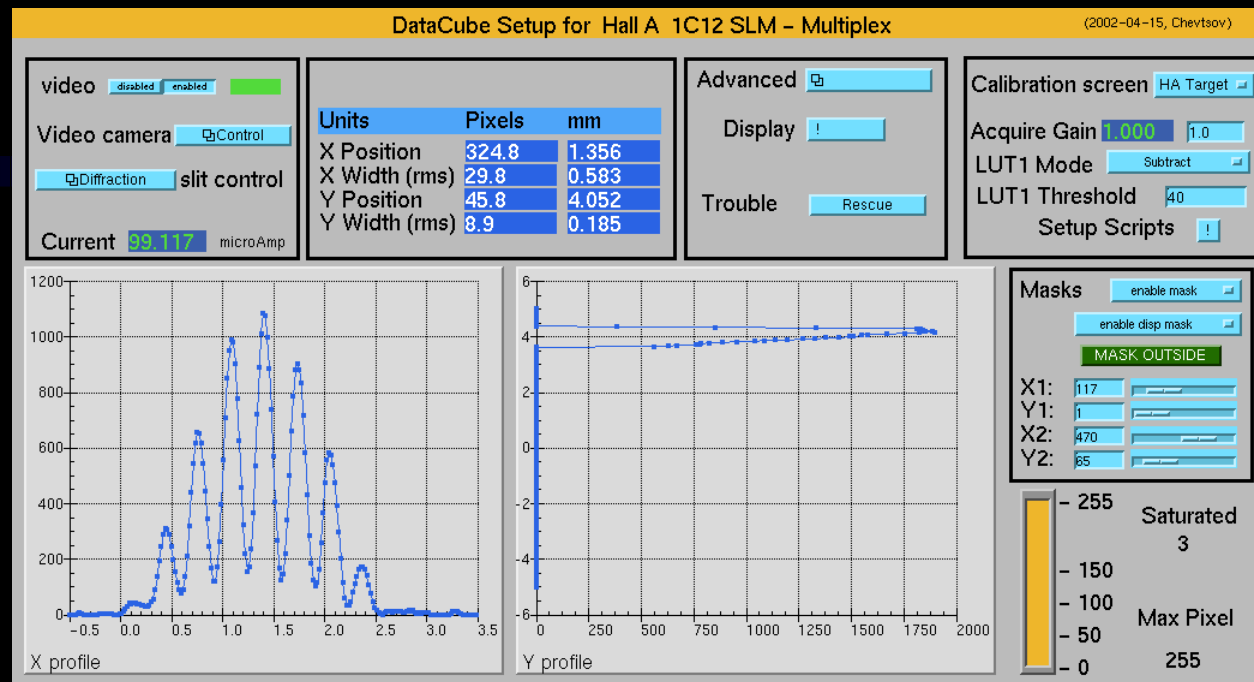 DataCube Setup for Hall A 1C12 SLM - Multiplex
(2002-04-15, Chevtsov)
video disabled enabled
Video camera Control
Diffraction slit control
Current 99.117 microAmp
Units Pixels mm
X Position 324.8 1.356
X Width (rms) 29.8 0.583
Y Position 45.8 4.052
Y Width (rms) 8.9 0.185
Advanced
Display !
Trouble Rescue
Calibration screen HA Target
Acquire Gain 1.000 1.0
LUT1 Mode Subtract
LUT1 Threshold 40
Setup Scripts !
1200
1000
800
600
400
200
0
-0.5 0.0 0.5 1.0 1.5 2.0 2.5 3.0 3.5
X profile
6
4
2
0
-2
-4
-6
0 250 500 750 1000 1250 1500 1750 2000
Y profile
Masks enable mask
enable disp mask
MASK OUTSIDE
X1: 117
Y1: 1
X2: 470
Y2: 65
255
150
100
50
0
Saturated
3
Max Pixel
255